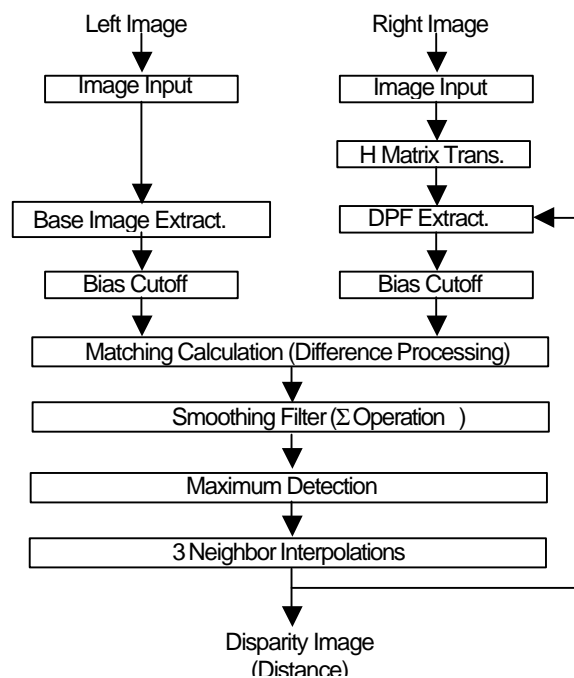 Left Image
Right Image
Image Input
Image Input
H Matrix Trans.
Base Image Extract.
DPF Extract.
Bias Cutoff
Bias Cutoff
Matching Calculation (Difference Processing)
Smoothing Filter (Σ Operation )
Maximum Detection
3 Neighbor Interpolations
Disparity Image
(Distance)